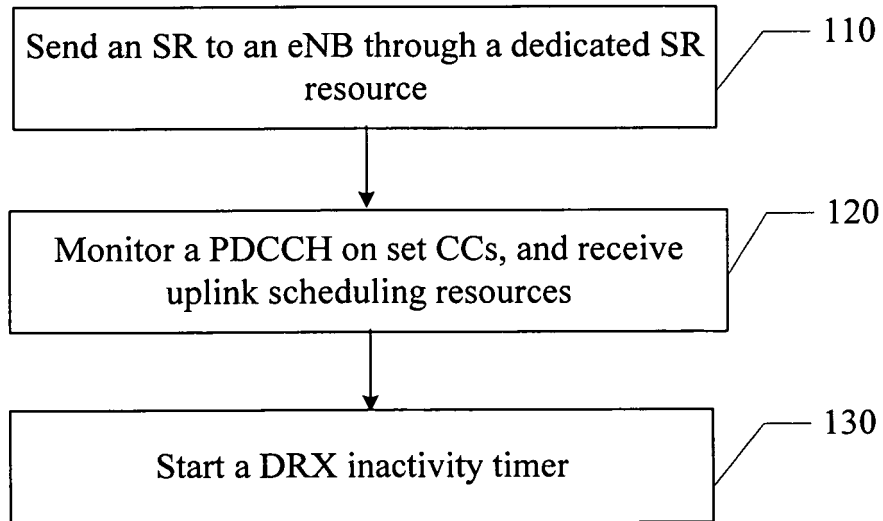 Send an SR to an eNB through a dedicated SR
resource
110
Monitor a PDCCH on set CCs, and receive
uplink scheduling resources
120
Start a DRX inactivity timer
130